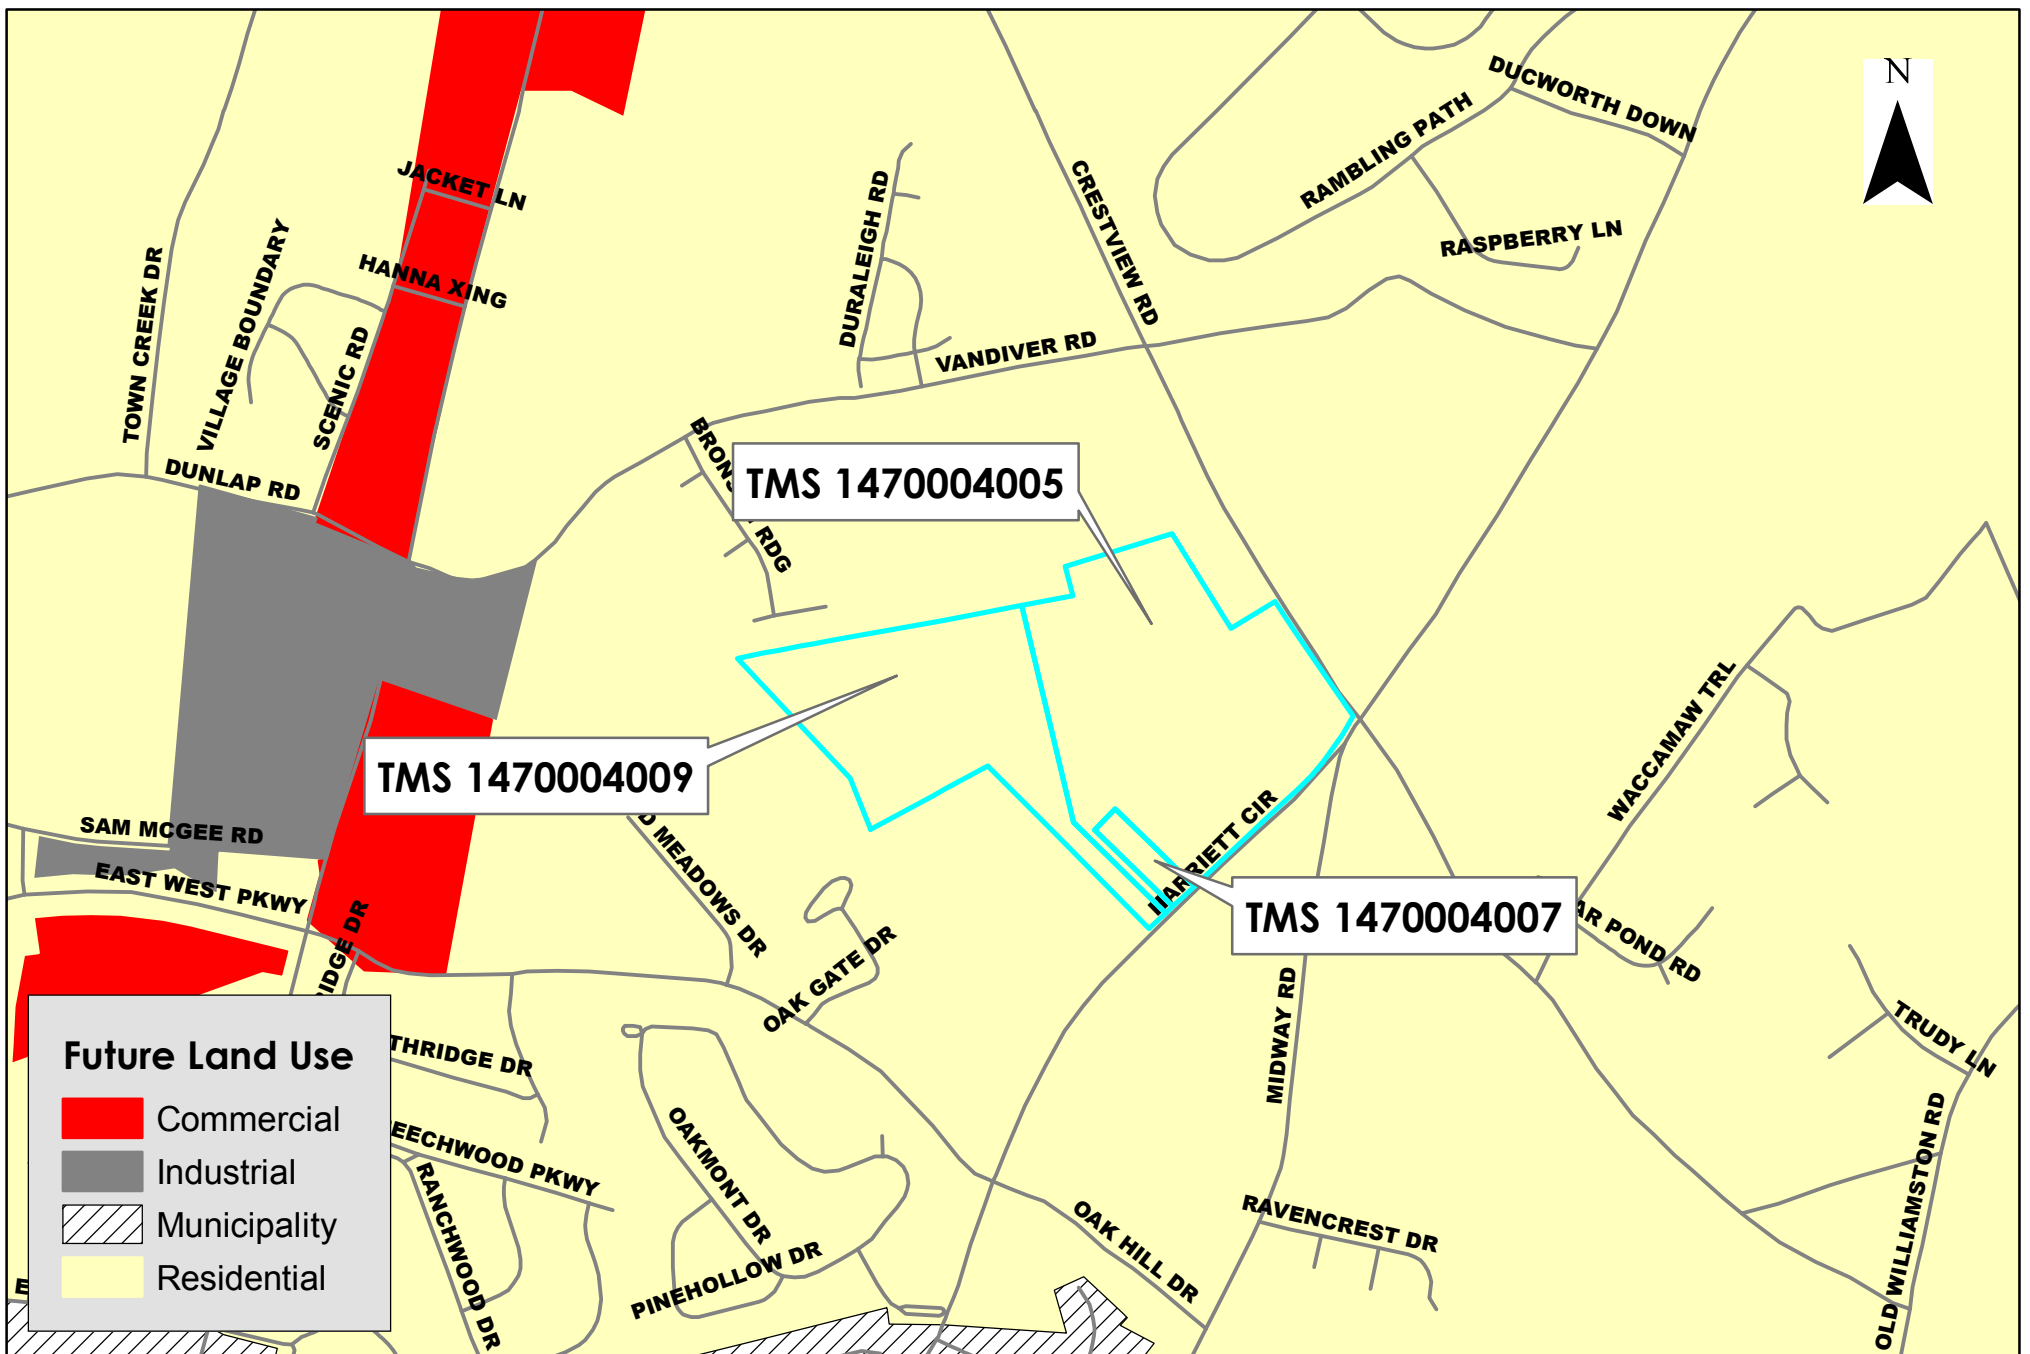 N
DUCWORTH DOWN
RAMBLING PATH
RASPBERRY LN
CRESTVIEW RD
DURALEIGH RD
VANDIVER RD
JACKET LN
HANNA XING
TOWN CREEK DR
VILLAGE BOUNDARY
SCENIC RD
DUNLAP RD
RDG
TMS 1470004005
TMS 1470004009
TMS 1470004007
WACCAMAW TRL
HARRIETT CIR
SAM MCGEE RD
EAST WEST PKWY
MEADOWS DR
OAK GATE DR
POND RD
MIDWAY RD
TRUDY LN
OLD WILLIAMSTON RD
DR
THRIDGE DR
EECHWOOD PKWY
RANCHWOOD DR
OAKMONT DR
PINEHOLLOW DR
OAK HILL DR
RAVENCREST DR
Future Land Use
Commercial
Industrial
Municipality
Residential